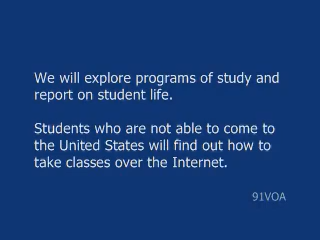 We will explore programs of study and
report on student life.
Students who are not able to come to
the United States will find out how to
take classes over the Internet.
91VOA